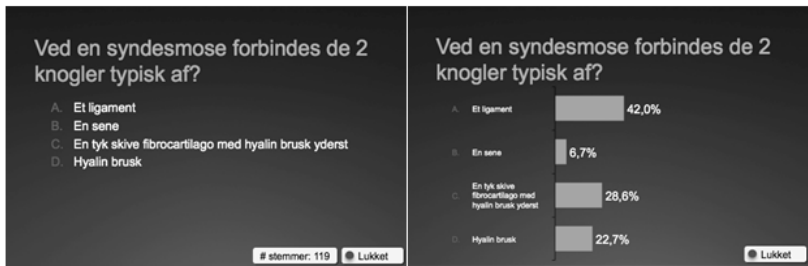 Ved en syndesmose forbindes de 2
knogler typisk af?
A. Et ligament
B. En sene
C. En tyk skive fibrocartilago med hyalin brusk yderst
D. Hyalin brusk
# stemmer: 119
Lukket
Ved en syndesmose forbindes de 2
knogler typisk af?
A. Et ligament 42,0%
B. En sene 6,7%
C. En tyk skive
fibrocartilago med
hyalin brusk yderst 28,6%
D. Hyalin brusk 22,7%
Lukket